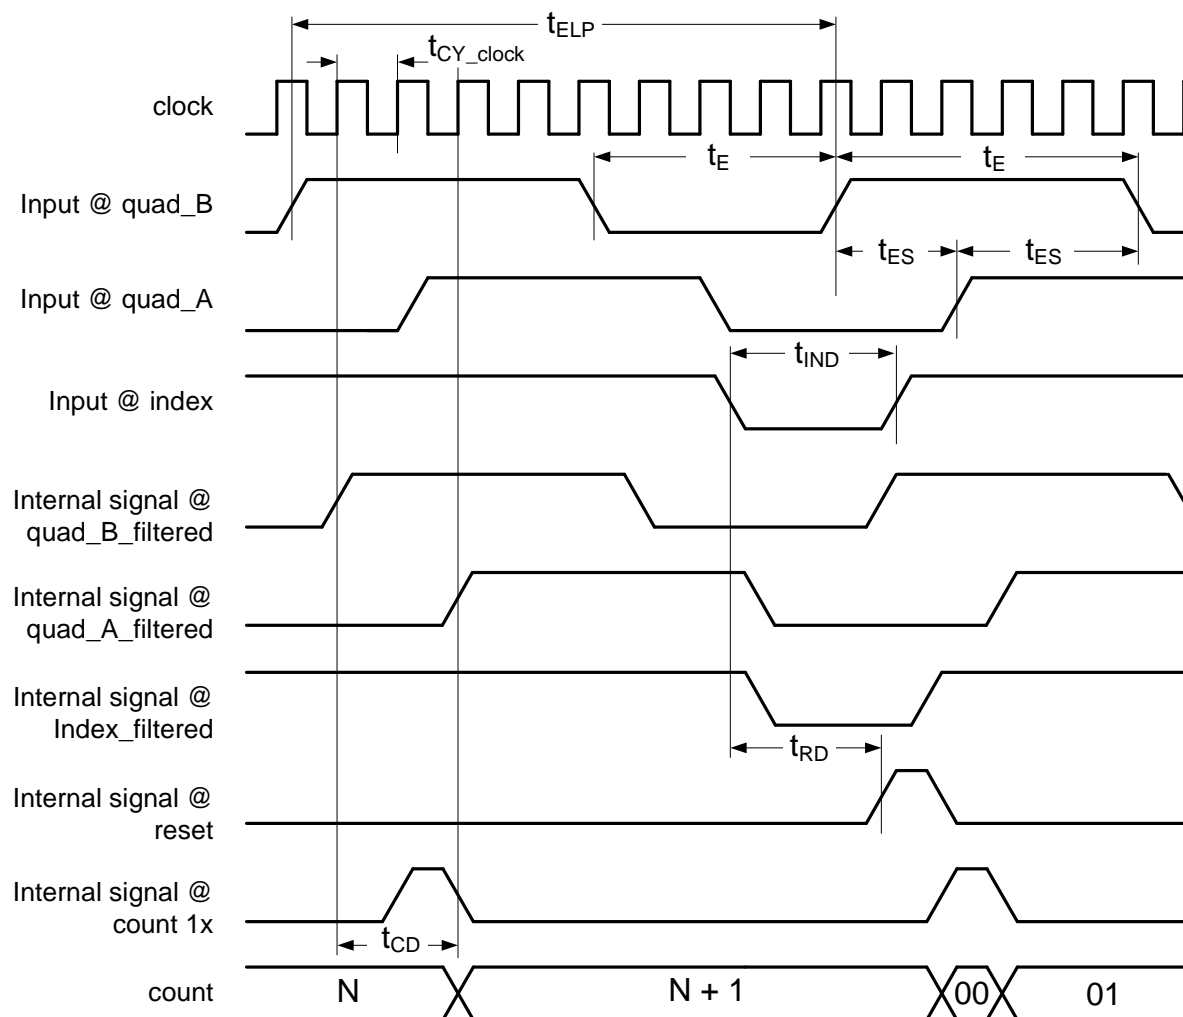 tELP
tCY_clock
clock
tE
tE
Input @ quad_B
tES
tES
Input @ quad_A
tIND
Input @ index
Internal signal @
quad_B_filtered
Internal signal @
quad_A_filtered
Internal signal @
Index_filtered
tRD
Internal signal @
reset
Internal signal @
count 1x
tCD
count
N
N + 1
00
01